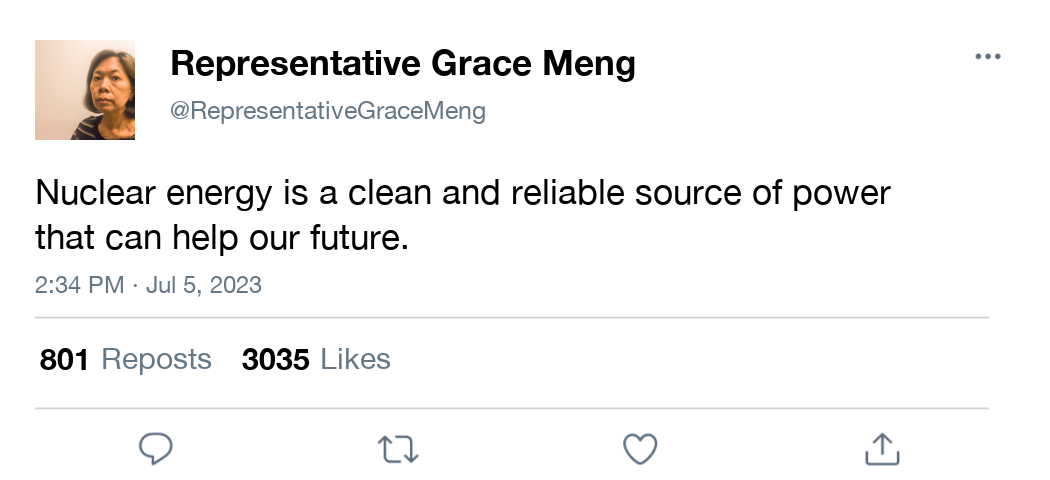 Representative Grace Meng
@RepresentativeGraceMeng
Nuclear energy is a clean and reliable source of power
that can help our future.
2:34 PM · Jul 5, 2023
801 Reposts 3035 Likes